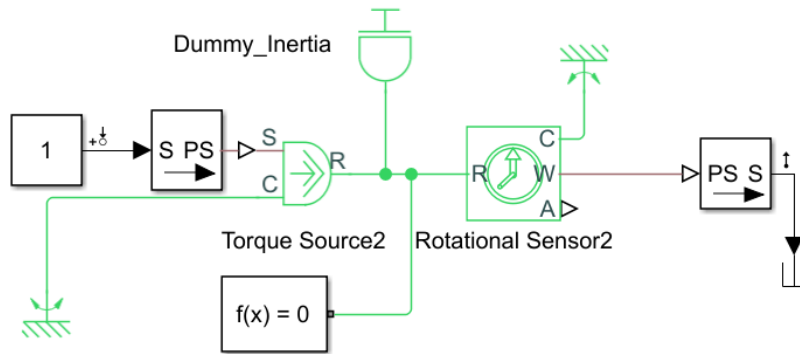 Dummy_Inertia
1
S PS
S
C
R
Torque Source2
R
C
W
A
Rotational Sensor2
PS S
f(x) = 0